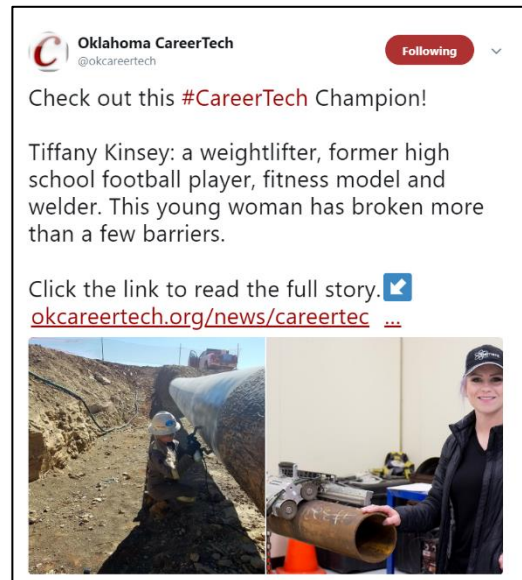 Oklahoma CareerTech
@okcareertech
Following
Check out this #CareerTech Champion!
Tiffany Kinsey: a weightlifter, former high
school football player, fitness model and
welder. This young woman has broken more
than a few barriers.
Click the link to read the full story.
okcareertech.org/news/careertec ...